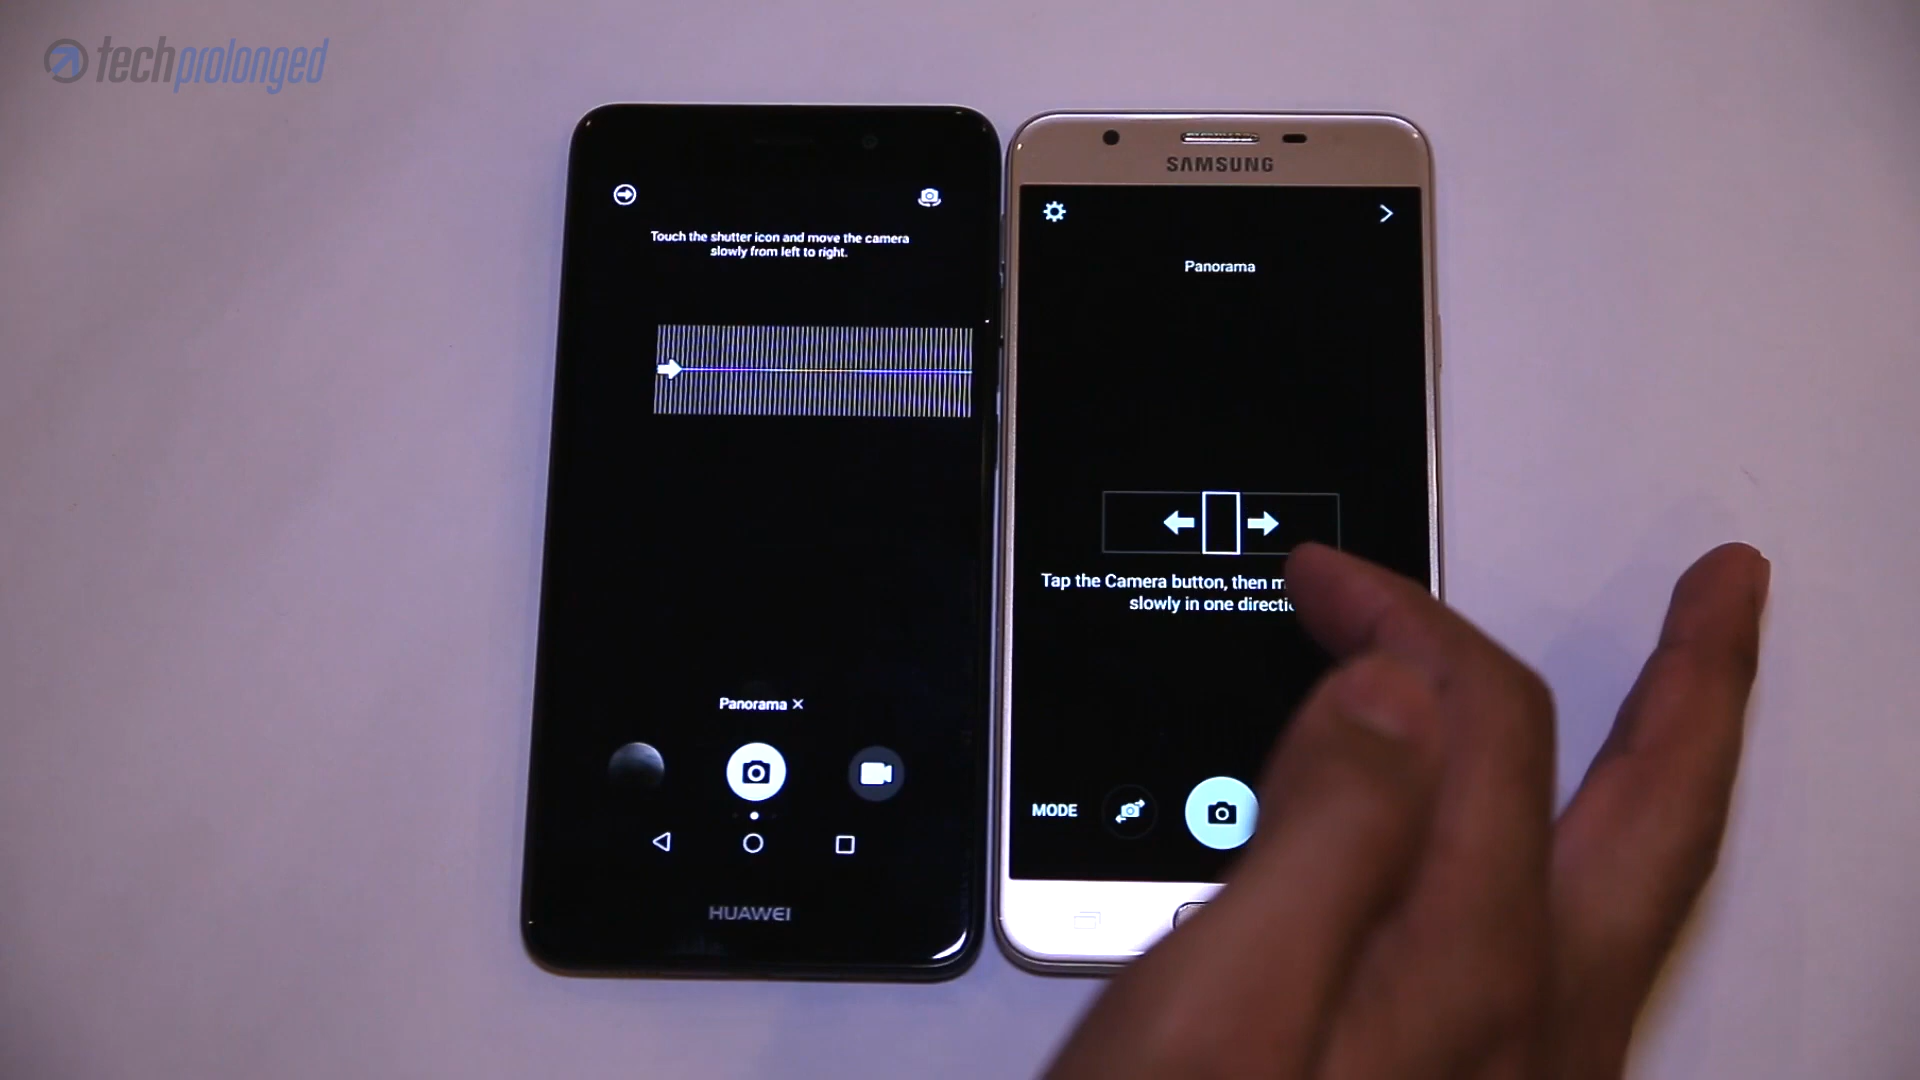 techprolonged
Touch the shutter icon and move the camera
slowly from left to right.
Panorama ×
HUAWEI
SAMSUNG
Panorama
Tap the Camera button, then
slowly in one
MODE